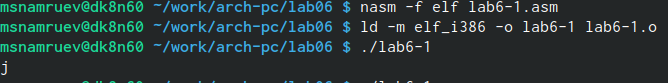 msnamruev@dk8n60 ~/work/arch-pc/lab06 $ nasm -f elf lab6-1.asm
msnamruev@dk8n60 ~/work/arch-pc/lab06 $ ld -m elf_i386 -o lab6-1 lab6-1.o
msnamruev@dk8n60 ~/work/arch-pc/lab06 $ ./lab6-1
j